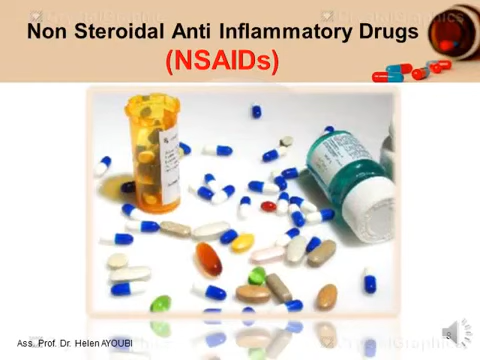 Non Steroidal Anti Inflammatory Drugs
(NSAIDs)
Ass. Prof. Dr. Helen AYOUBI